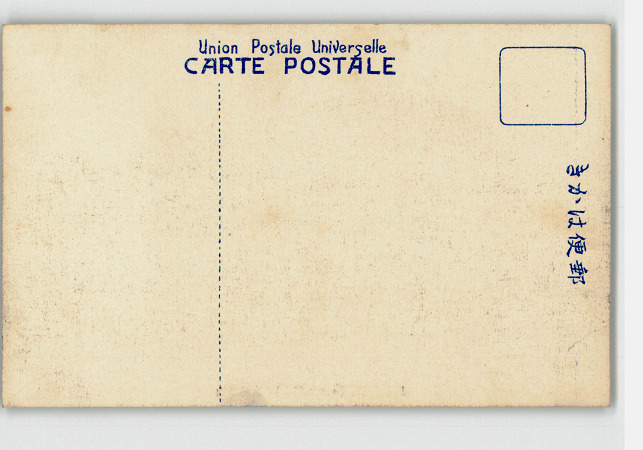 Union Postale Universelle
CARTE POSTALE
きかは便郵